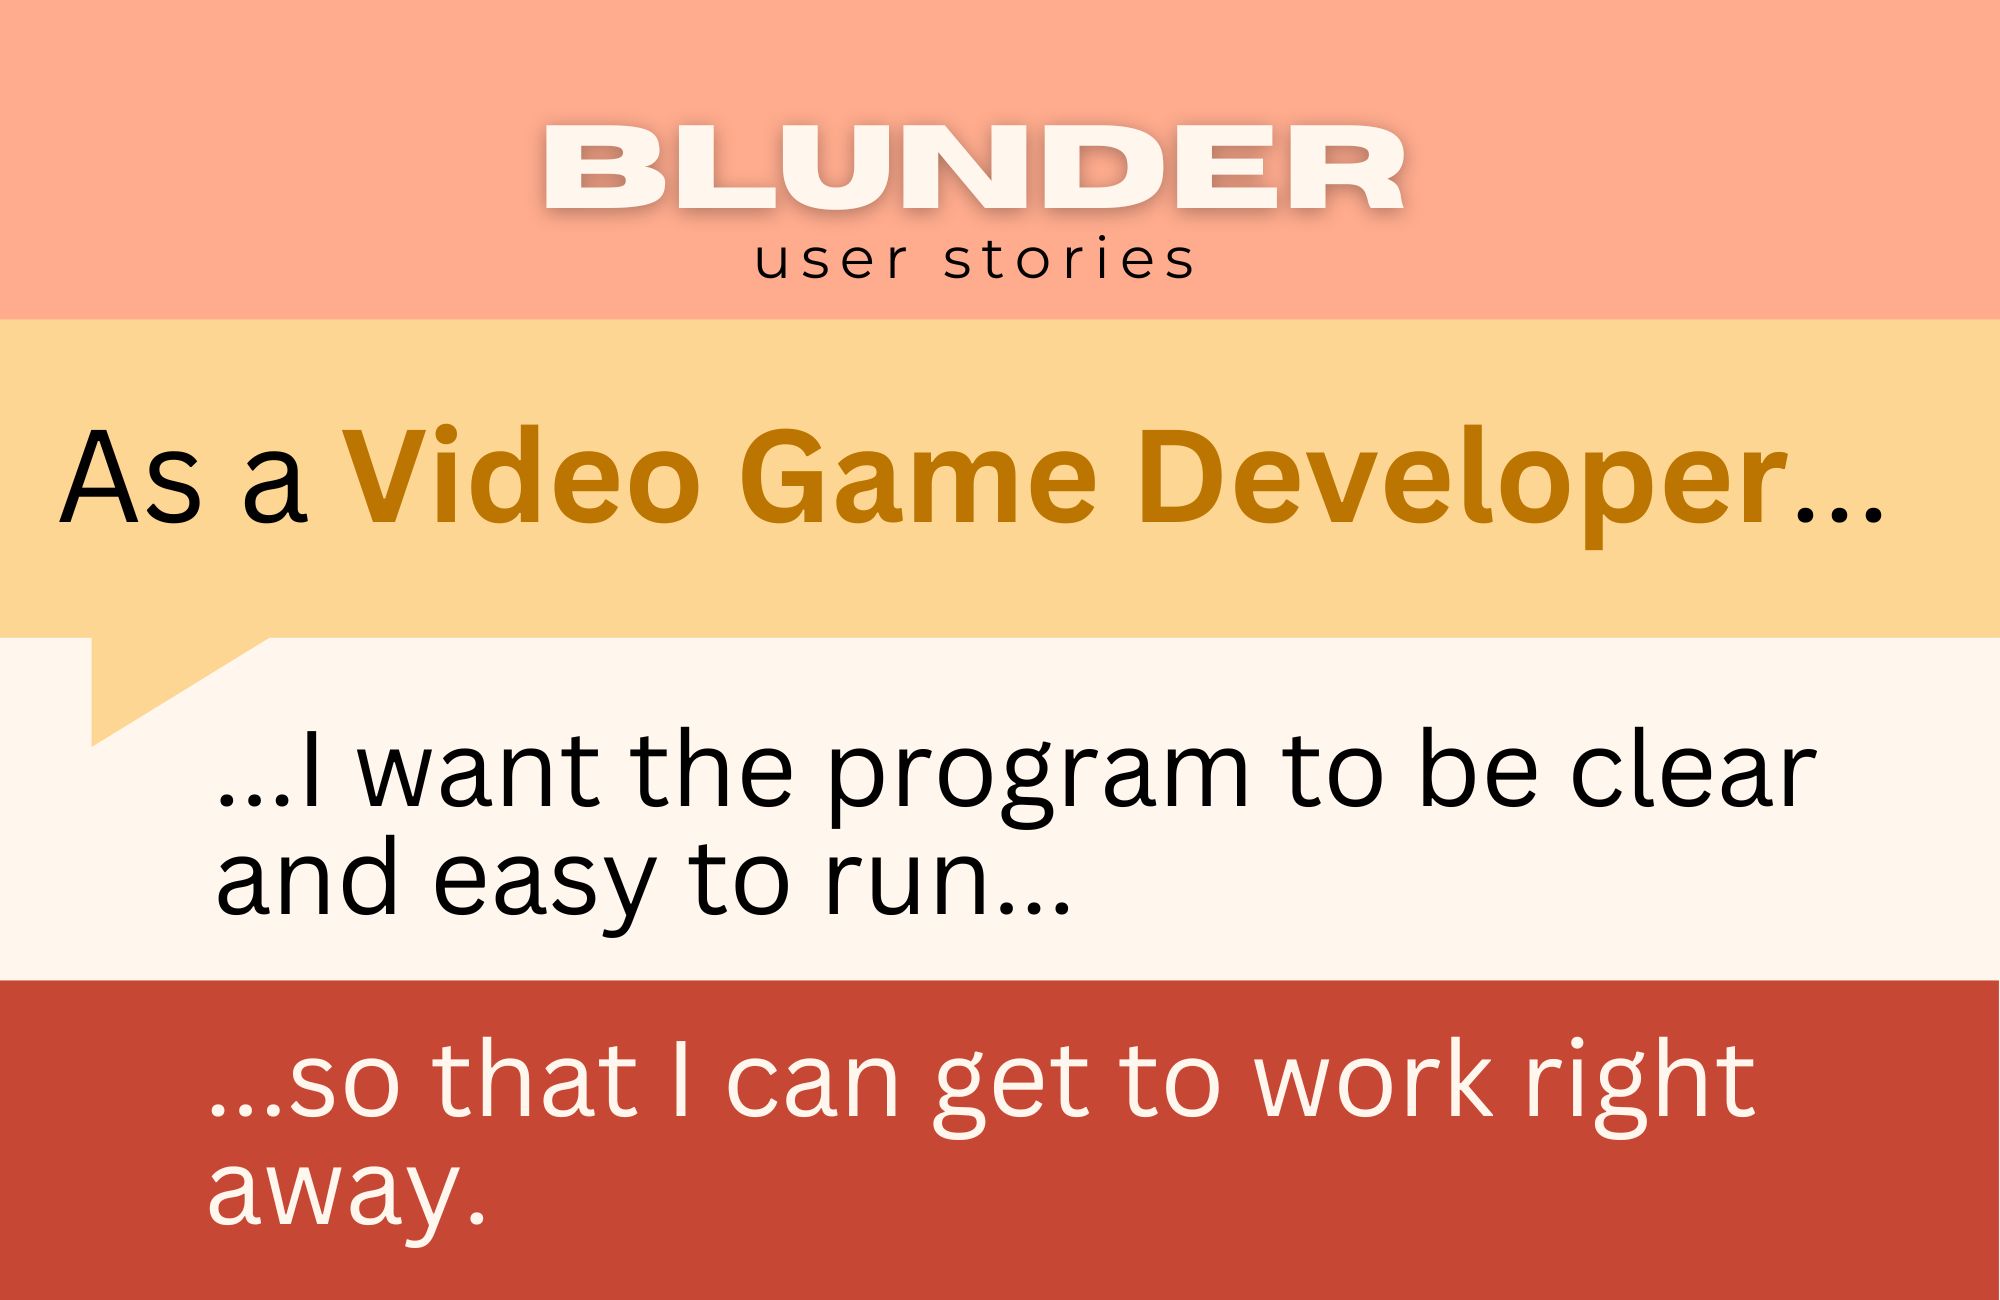 BLUNDER
user stories
As a Video Game Developer...
...I want the program to be clear
and easy to run...
...so that I can get to work right
away.